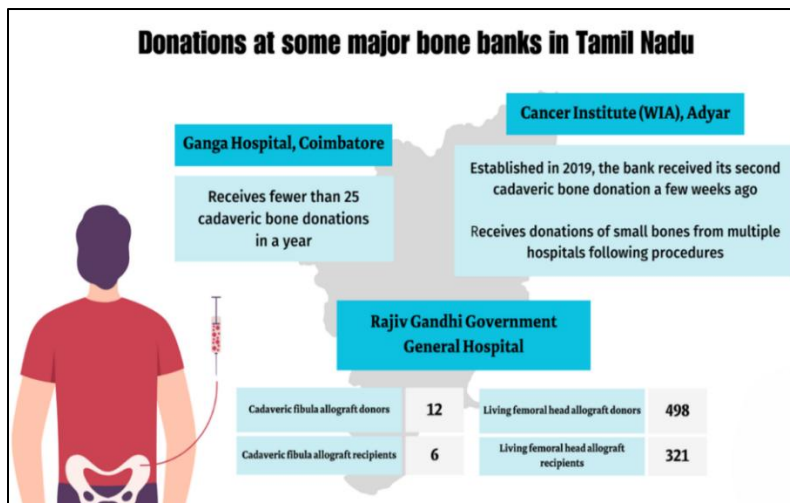 Donations at some major bone banks in Tamil Nadu
Ganga Hospital, Coimbatore
Receives fewer than 25
cadaveric bone donations
in a year
Cancer Institute (WIA), Adyar
Established in 2019, the bank received its second
cadaveric bone donation a few weeks ago
Receives donations of small bones from multiple
hospitals following procedures
Rajiv Gandhi Government
General Hospital
Cadaveric fibula allograft donors 12
Cadaveric fibula allograft recipients 6
Living femoral head allograft donors 498
Living femoral head allograft
recipients 321